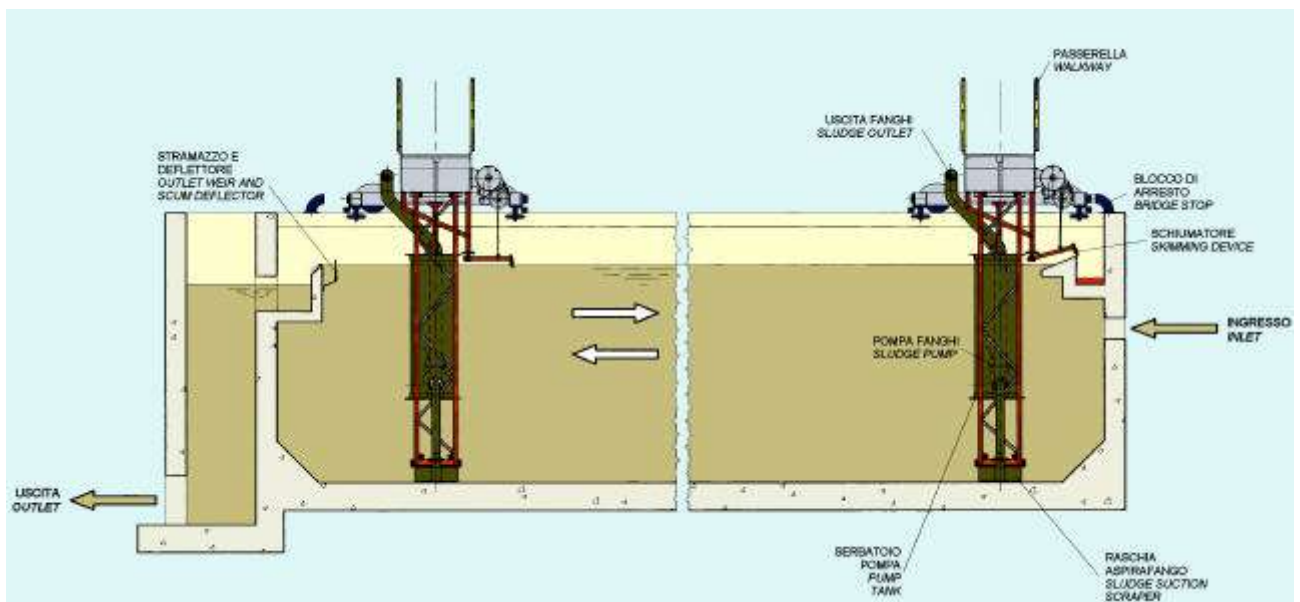 PASSERELLA
WALKWAY
USCITA FANGHI
SLUDGE OUTLET
STRAMAZZO E
DEFLETTORE
OUTLET WEIR AND
SCUM DEFLECTOR
BLOCCO DI
ARRESTO
BRIDGE STOP
SCHIUMATORE
SKIMMING DEVICE
INGRESSO
INLET
POMPA FANGHI
SLUDGE PUMP
USCITA
OUTLET
SERBATOIO
POMPA
PUMP
TANK
RASCHIA
ASPIRAFANGO
SLUDGE SUCTION
SCRAPER